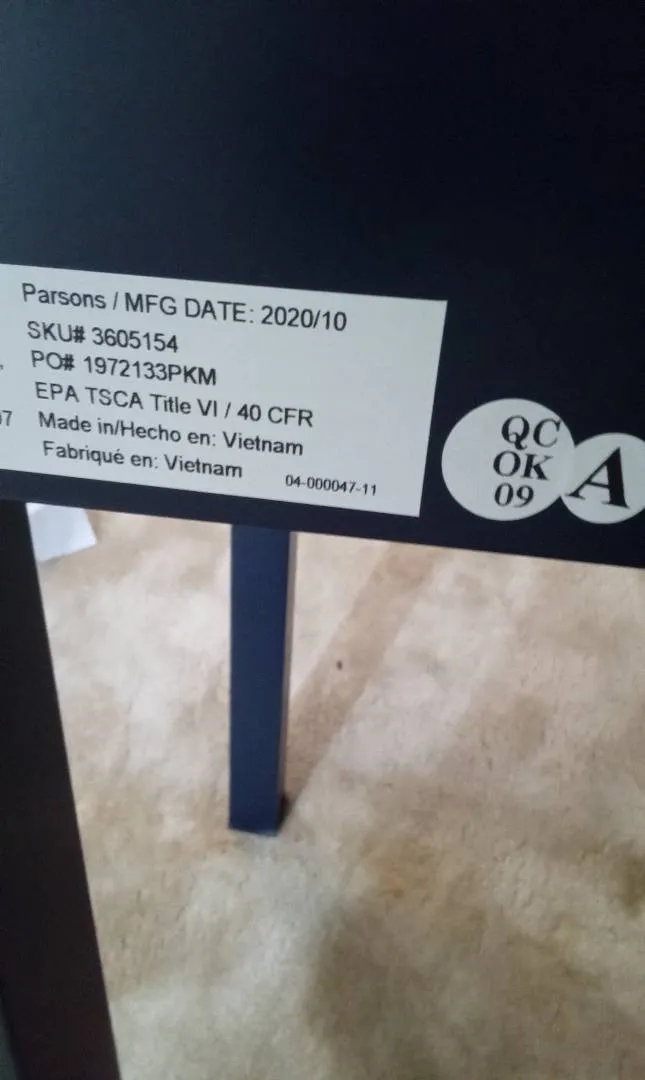 Parsons / MFG DATE: 2020/10
SKU# 3605154
PO# 1972133PKM
EPA TSCA Title VI / 40 CFR
Made in/Hecho en: Vietnam
Fabriqué en: Vietnam
04-000047-11
QC
OK
09
A